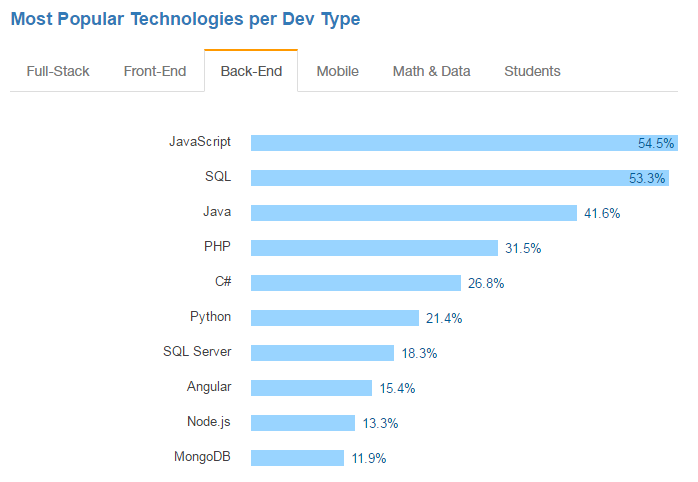 Most Popular Technologies per Dev Type
Full-Stack Front-End Back-End Mobile Math & Data Students
JavaScript 54.5%
SQL 53.3%
Java 41.6%
PHP 31.5%
C# 26.8%
Python 21.4%
SQL Server 18.3%
Angular 15.4%
Node.js 13.3%
MongoDB 11.9%